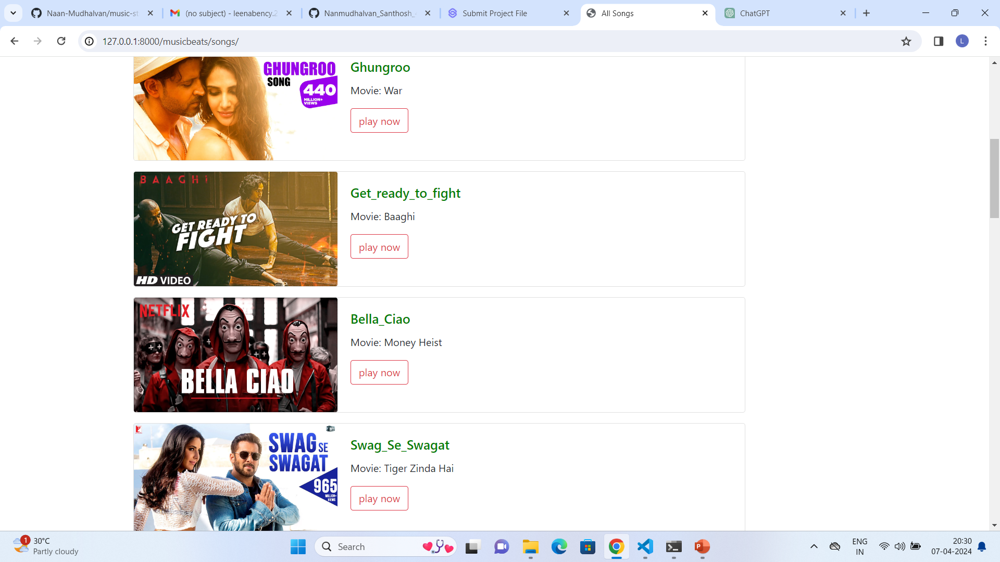 Naan-Mudhalvan/music-st
(no subject) - leenabency.2
Nanmudhalvan_Santhosh_
Submit Project File
All Songs
ChatGPT
127.0.0.1:8000/musicbeats/songs/
L
GHUNGROO
SONG
440
MILLION+
VIEWS
Ghungroo
Movie: War
play now
BAAGHI
GET READY TO
FIGHT
HD VIDEO
Get_ready_to_fight
Movie: Baaghi
play now
NETFLIX
BELLA CIAO
Bella_Ciao
Movie: Money Heist
play now
SWAG SE
SWAGAT
965
MILLION+
VIEWS
Swag_Se_Swagat
Movie: Tiger Zinda Hai
play now
1
30°C
Partly cloudy
Search
ENG
IN
20:30
07-04-2024